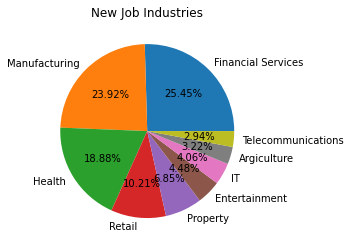 New Job Industries
Manufacturing
Financial Services
23.92%
25.45%
2.94%
Telecommunications
3.22%
Argiculture
4.06%
IT
18.88%
4.48%
Health
10.21%
6.85%
Entertainment
Property
Retail